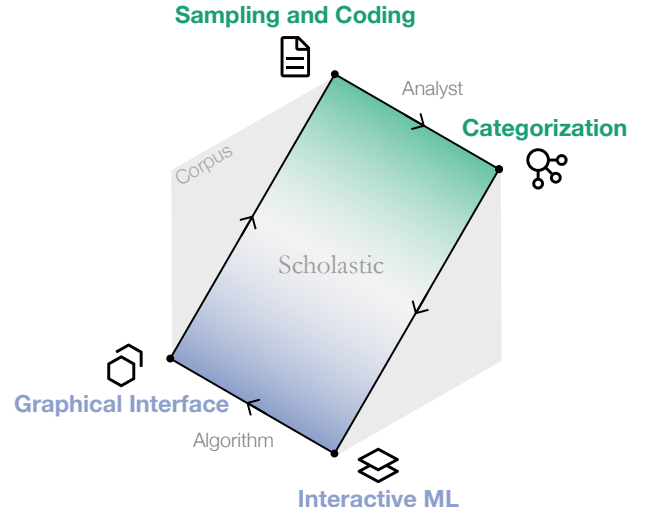 Sampling and Coding
Analyst
Categorization
Corpus
Scholastic
Graphical Interface
Algorithm
Interactive ML